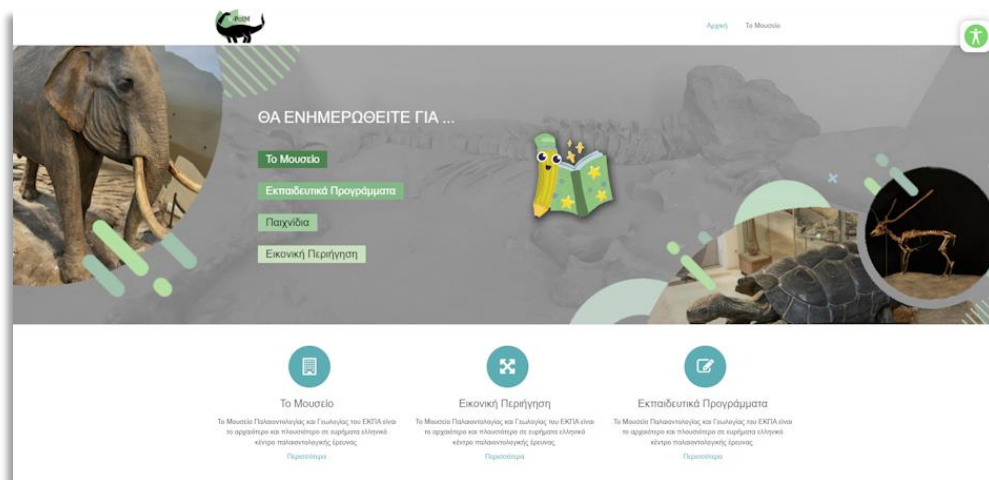 PalEM
Αρχική Το Μουσείο
ΘΑ ΕΝΗΜΕΡΩΘΕΙΤΕ ΓΙΑ ...
Το Μουσείο
Εκπαιδευτικά Προγράμματα
Παιχνίδια
Εικονική Περιήγηση
Το Μουσείο
Το Μουσείο Παλαιοντολογίας και Γεωλογίας του ΕΚΠΑ είναι
το αρχαιότερο και πλουσιότερο σε ευρήματα ελληνικό
κέντρο παλαιοντολογικής έρευνας
Περισσότερα
Εικονική Περιήγηση
Το Μουσείο Παλαιοντολογίας και Γεωλογίας του ΕΚΠΑ είναι
το αρχαιότερο και πλουσιότερο σε ευρήματα ελληνικό
κέντρο παλαιοντολογικής έρευνας
Περισσότερα
Εκπαιδευτικά Προγράμματα
Το Μουσείο Παλαιοντολογίας και Γεωλογίας του ΕΚΠΑ είναι
το αρχαιότερο και πλουσιότερο σε ευρήματα ελληνικό
κέντρο παλαιοντολογικής έρευνας
Περισσότερα